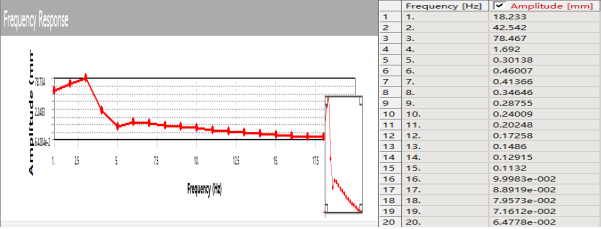 Frequency Response
Amplitude (mm
1. 2.5 5. 7.5 10. 12.5 15. 17.5
Frequency (Hz)
Frequency [Hz] Amplitude [mm]
1 1. 18.233
2 2. 42.542
3 3. 78.467
4 4. 1.692
5 5. 0.30138
6 6. 0.46007
7 7. 0.41366
8 8. 0.34646
9 9. 0.28755
10 10. 0.24009
11 11. 0.20248
12 12. 0.17258
13 13. 0.1486
14 14. 0.12915
15 15. 0.1132
16 16. 9.9983e-002
17 17. 8.8919e-002
18 18. 7.9573e-002
19 19. 7.1612e-002
20 20. 6.4778e-002